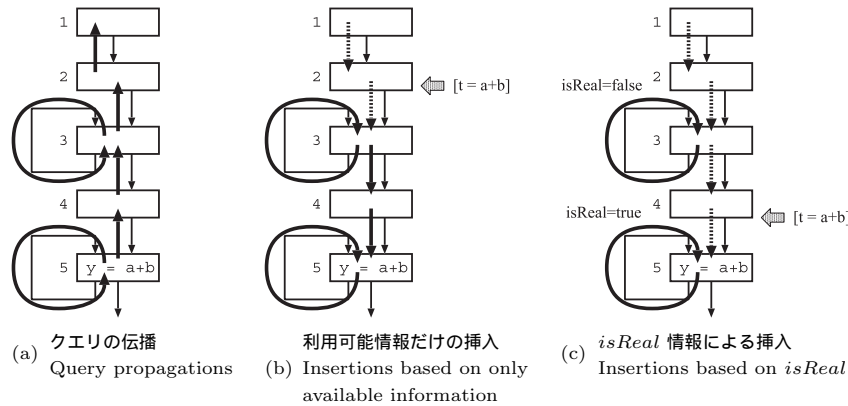 1
2
3
4
5 y = a+b
(a) クエリの伝播
Query propagations
1
2 [t = a+b]
3
4
5 y = a+b
(b) 利用可能情報だけの挿入
Insertions based on only
available information
1
2
isReal=false
3
4
isReal=true
[t = a+b]
5 y = a+b
(c) isReal 情報による挿入
Insertions based on isReal